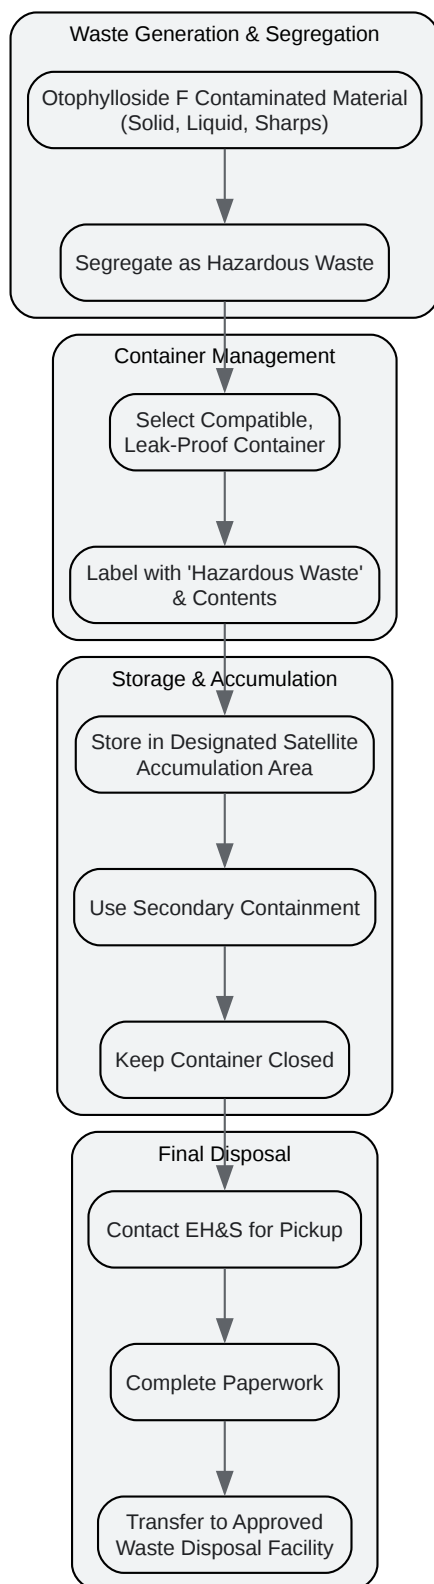 Waste Generation & Segregation
Otophylloside F Contaminated Material
(Solid, Liquid, Sharps)
Segregate as Hazardous Waste
Container Management
Select Compatible,
Leak-Proof Container
Label with 'Hazardous Waste'
& Contents
Storage & Accumulation
Store in Designated Satellite
Accumulation Area
Use Secondary Containment
Keep Container Closed
Final Disposal
Contact EH&S for Pickup
Complete Paperwork
Transfer to Approved
Waste Disposal Facility